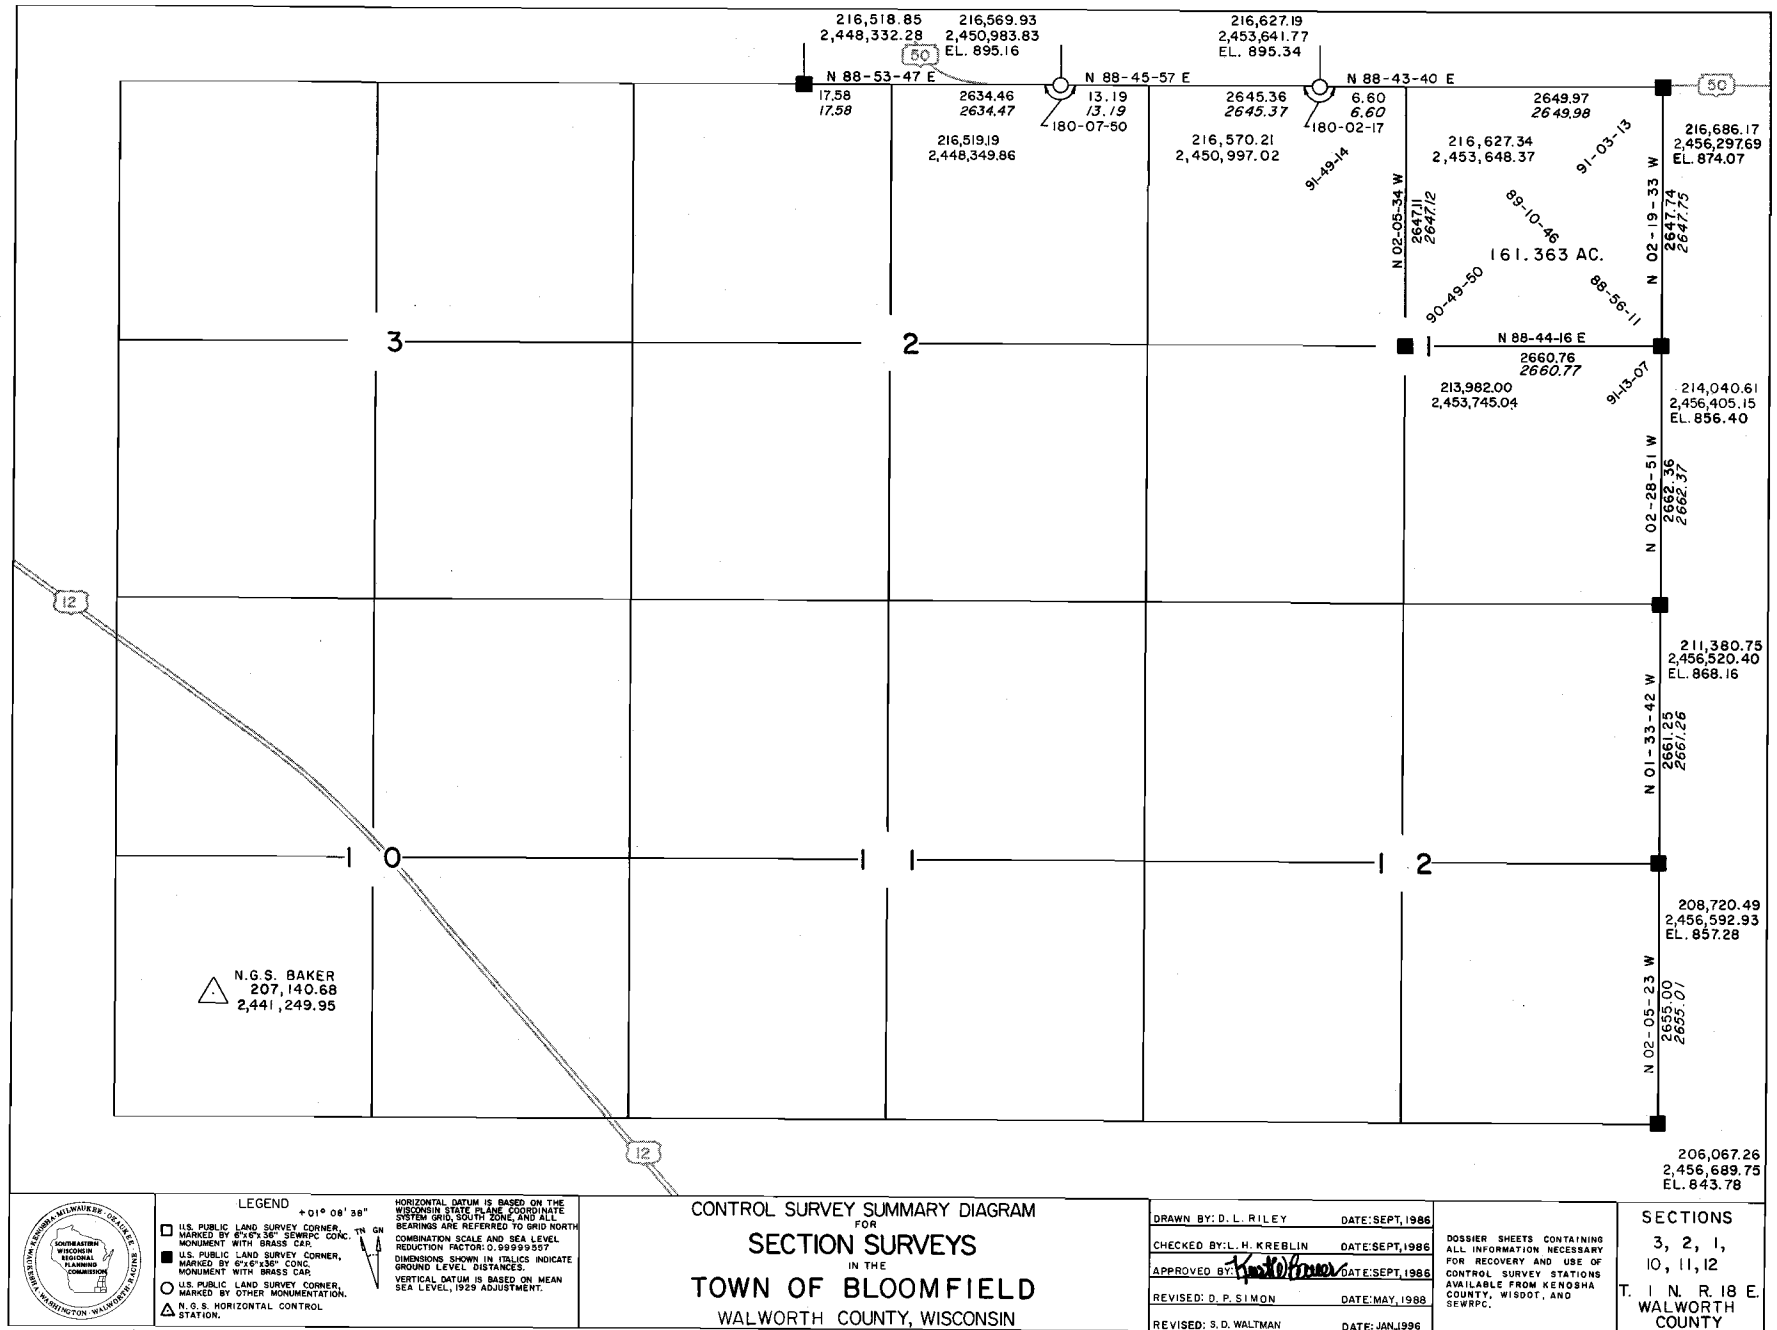 216,518.85
2,448,332.28
216,569.93
2,450,983.83
EL. 895.16
216,627.19
2,453,641.77
EL. 895.34
50
N 88-53-47 E
N 88-45-57 E
N 88-43-40 E
50
17.58
17.58
2634.46
2634.47
13.19
13.19
180-07-50
2645.36
2645.37
6.60
6.60
180-02-17
2649.97
2649.98
216,519.19
2,448,349.86
216,570.21
2,450,997.02
216,627.34
2,453,648.37
216,686.17
2,456,297.69
EL. 874.07
91-49-14
91-03-13
89-10-46
161.363 AC.
90-49-50
88-56-11
N 02-05-34 W
2647.11
2647.12
N 02-19-33 W
2647.74
2647.75
3
2
1
N 88-44-16 E
2660.76
2660.77
213,982.00
2,453,745.04
91-13-07
214,040.61
2,456,405.15
EL. 856.40
N 02-28-51 W
2662.36
2662.37
12
211,380.75
2,456,520.40
EL. 868.16
N 01-33-42 W
2661.25
2661.26
10
11
12
208,720.49
2,456,592.93
EL. 857.28
N 02-05-23 W
2655.00
2655.01
N.G.S. BAKER
207,140.68
2,441,249.95
12
206,067.26
2,456,689.75
EL. 843.78
SOUTHEASTERN
WISCONSIN
REGIONAL
PLANNING
COMMISSION
KENOSHA · MILWAUKEE · OZAUKEE · RACINE · WALWORTH · WASHINGTON · WAUKESHA
LEGEND
+01° 08' 38"
TN GN
U.S. PUBLIC LAND SURVEY CORNER,
MARKED BY 6"x6"x36" SEWRPC CONC.
MONUMENT WITH BRASS CAP.
U.S. PUBLIC LAND SURVEY CORNER,
MARKED BY 6"x6"x36" CONC.
MONUMENT WITH BRASS CAP.
U.S. PUBLIC LAND SURVEY CORNER,
MARKED BY OTHER MONUMENTATION.
N.G.S. HORIZONTAL CONTROL
STATION.
HORIZONTAL DATUM IS BASED ON THE
WISCONSIN STATE PLANE COORDINATE
SYSTEM GRID, SOUTH ZONE, AND ALL
BEARINGS ARE REFERRED TO GRID NORTH
COMBINATION SCALE AND SEA LEVEL
REDUCTION FACTOR: 0.99999557
DIMENSIONS SHOWN IN ITALICS INDICATE
GROUND LEVEL DISTANCES.
VERTICAL DATUM IS BASED ON MEAN
SEA LEVEL, 1929 ADJUSTMENT.
CONTROL SURVEY SUMMARY DIAGRAM
FOR
SECTION SURVEYS
IN THE
TOWN OF BLOOMFIELD
WALWORTH COUNTY, WISCONSIN
DRAWN BY: D. L. RILEY DATE: SEPT, 1986
CHECKED BY: L. H. KREBLIN DATE: SEPT, 1986
APPROVED BY: DATE: SEPT, 1986
REVISED: D. P. SIMON DATE: MAY, 1988
REVISED: S. D. WALTMAN DATE: JAN, 1996
DOSSIER SHEETS CONTAINING
ALL INFORMATION NECESSARY
FOR RECOVERY AND USE OF
CONTROL SURVEY STATIONS
AVAILABLE FROM KENOSHA
COUNTY, WISDOT, AND
SEWRPC.
SECTIONS
3, 2, 1,
10, 11, 12
T. 1 N. R. 18 E.
WALWORTH
COUNTY